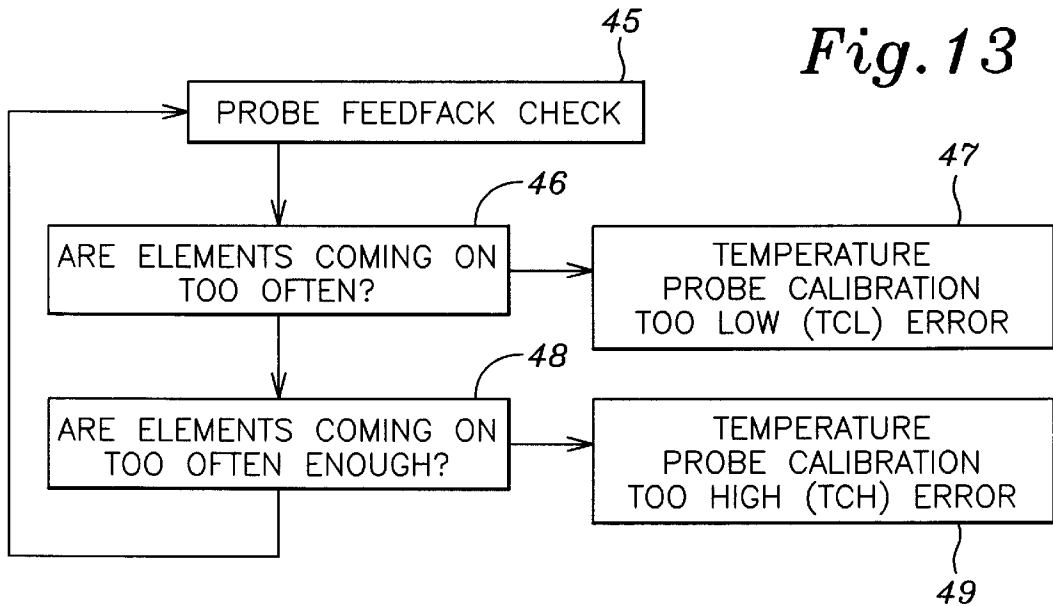 Fig. 13
45
PROBE FEEDFACK CHECK
46
ARE ELEMENTS COMING ON
TOO OFTEN?
47
TEMPERATURE
PROBE CALIBRATION
TOO LOW (TCL) ERROR
48
ARE ELEMENTS COMING ON
TOO OFTEN ENOUGH?
TEMPERATURE
PROBE CALIBRATION
TOO HIGH (TCH) ERROR
49